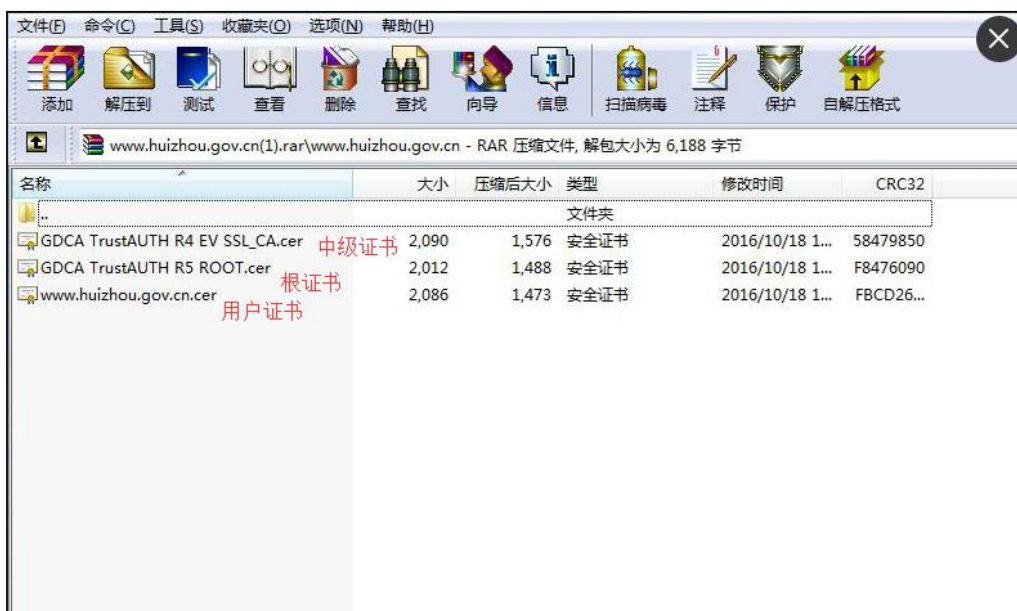 文件(F) 命令(C) 工具(S) 收藏夹(O) 选项(N) 帮助(H)
添加 解压到 测试 查看 删除 查找 向导 信息 扫描病毒 注释 保护 自解压格式
www.huizhou.gov.cn(1).rar\www.huizhou.gov.cn - RAR 压缩文件, 解包大小为 6,188 字节
名称 大小 压缩后大小 类型 修改时间 CRC32
.. 文件夹
GDCA TrustAUTH R4 EV SSL_CA.cer 中级证书 2,090 1,576 安全证书 2016/10/18 1... 58479850
GDCA TrustAUTH R5 ROOT.cer 根证书 2,012 1,488 安全证书 2016/10/18 1... F8476090
www.huizhou.gov.cn.cer 用户证书 2,086 1,473 安全证书 2016/10/18 1... FBCD26...